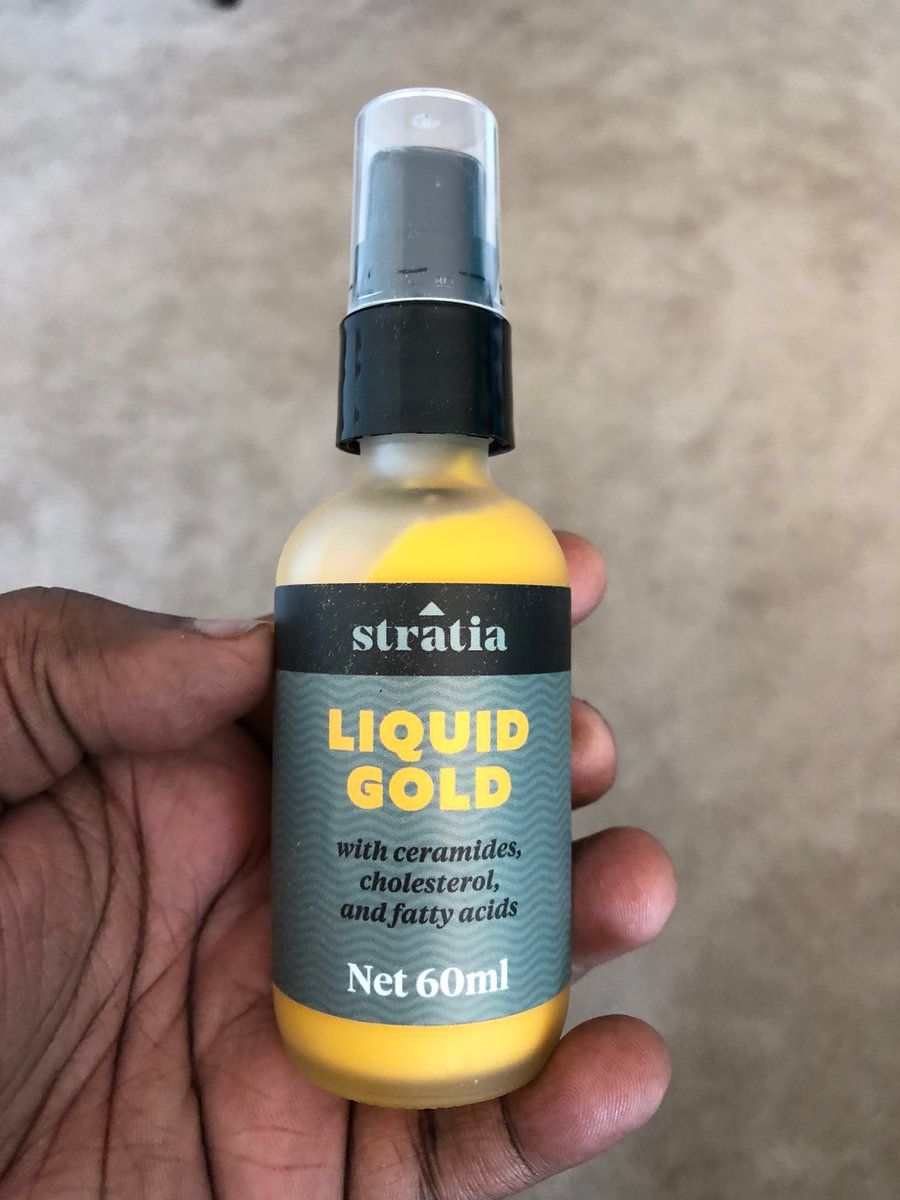 stratia
LIQUID
GOLD
with ceramides,
cholesterol,
and fatty acids
Net 60ml